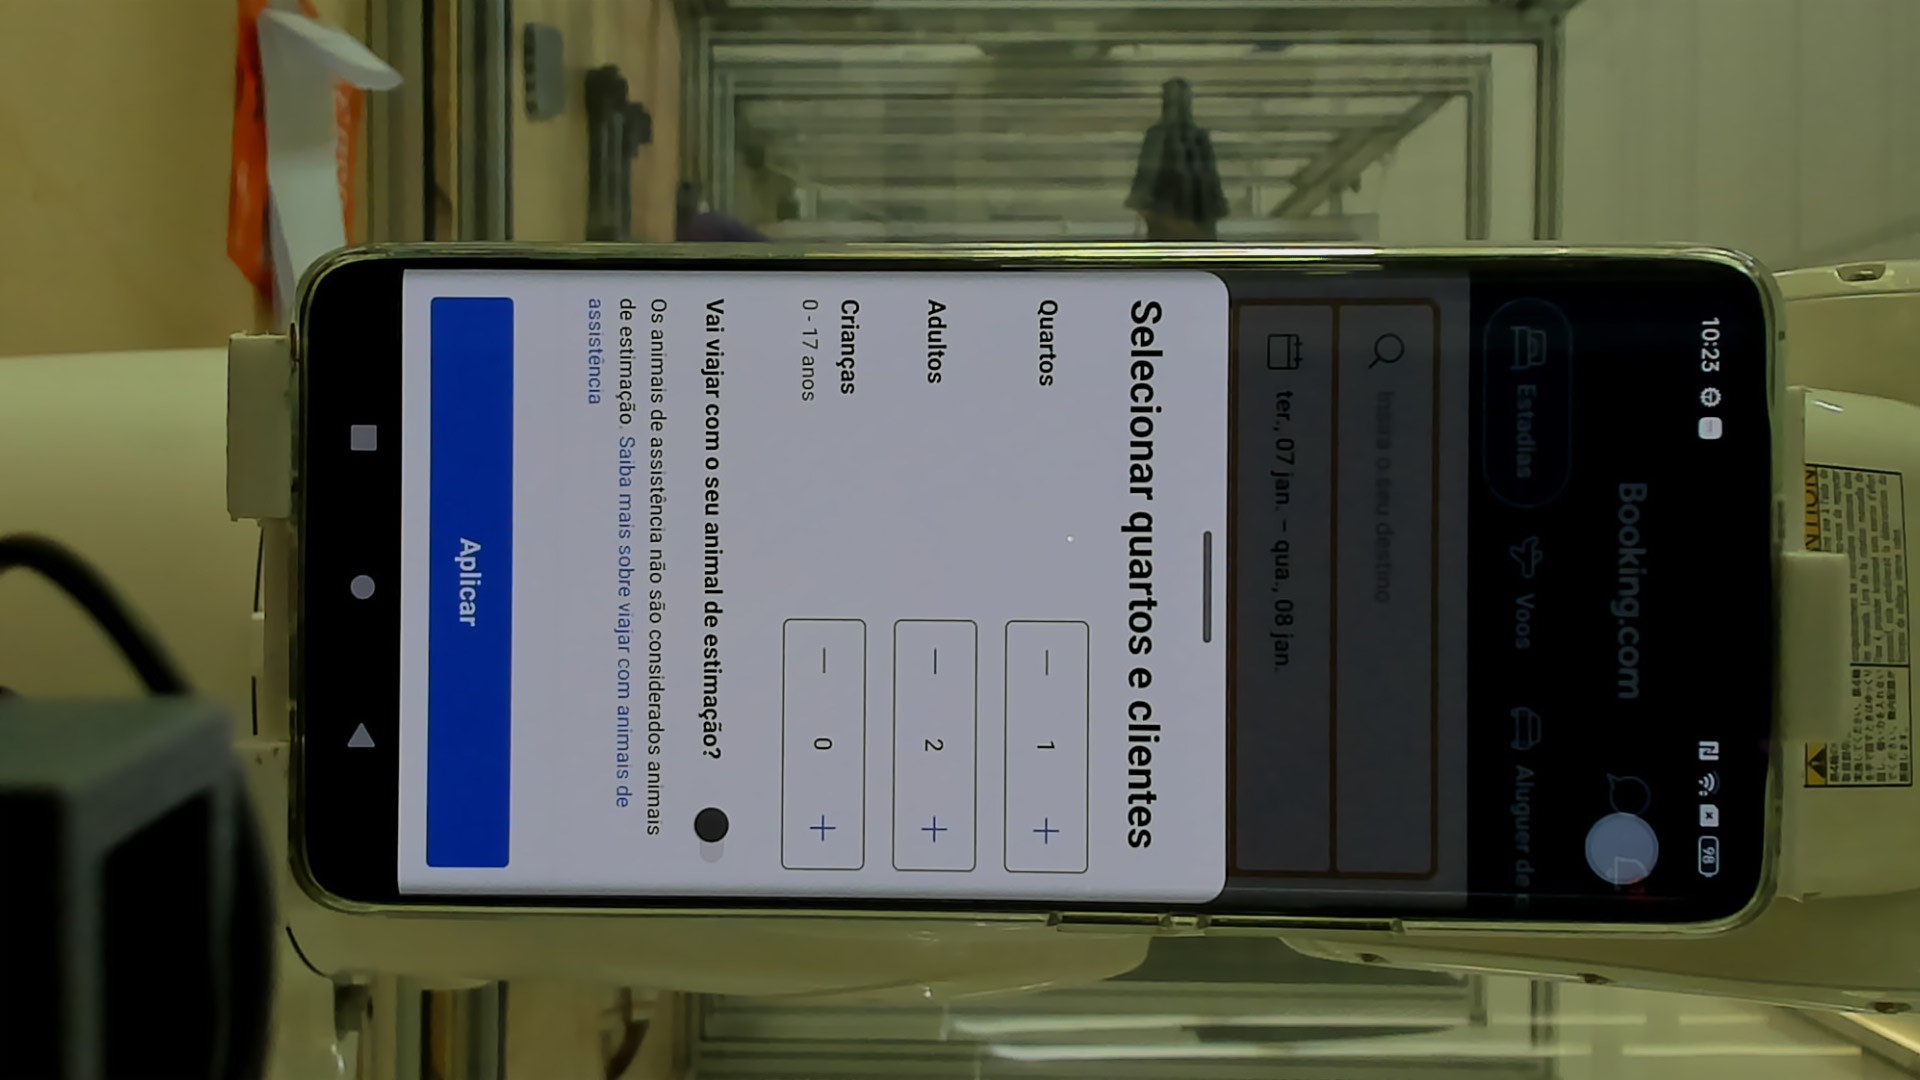 10:23
98
Booking.com
Estadias
Voos
Aluguer de
Insira o seu destino
ter., 07 jan. – qua., 08 jan.
Selecionar quartos e clientes
Quartos
− 1 +
Adultos
− 2 +
Crianças
0 - 17 anos
− 0 +
Vai viajar com o seu animal de estimação?
Os animais de assistência não são considerados animais
de estimação. Saiba mais sobre viajar com animais de
assistência
Aplicar